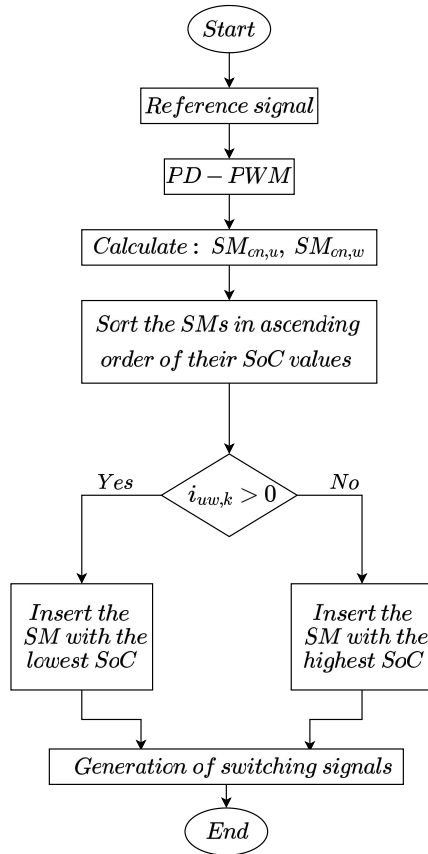 Start
Reference signal
PD − PWM
Calculate : SM_{on,u}, SM_{on,w}
Sort the SMs in ascending
order of their SoC values
Yes
i_{uw,k} > 0
No
Insert the
SM with the
lowest SoC
Insert the
SM with the
highest SoC
Generation of switching signals
End